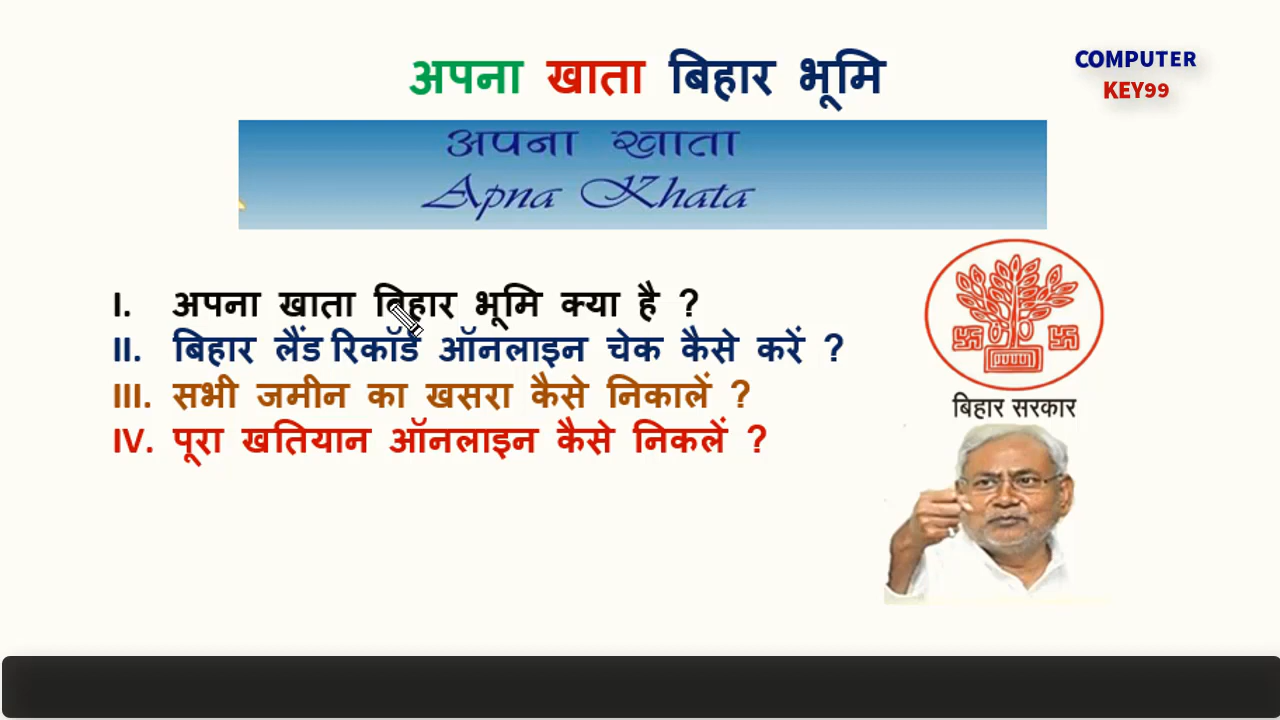 अपना खाता बिहार भूमि
COMPUTER
KEY99
अपना खाता
Apna Khata
I. अपना खाता बिहार भूमि क्या है ?
II. बिहार लैंड रिकॉर्ड ऑनलाइन चेक कैसे करें ?
III. सभी जमीन का खसरा कैसे निकालें ?
IV. पूरा खतियान ऑनलाइन कैसे निकलें ?
बिहार सरकार